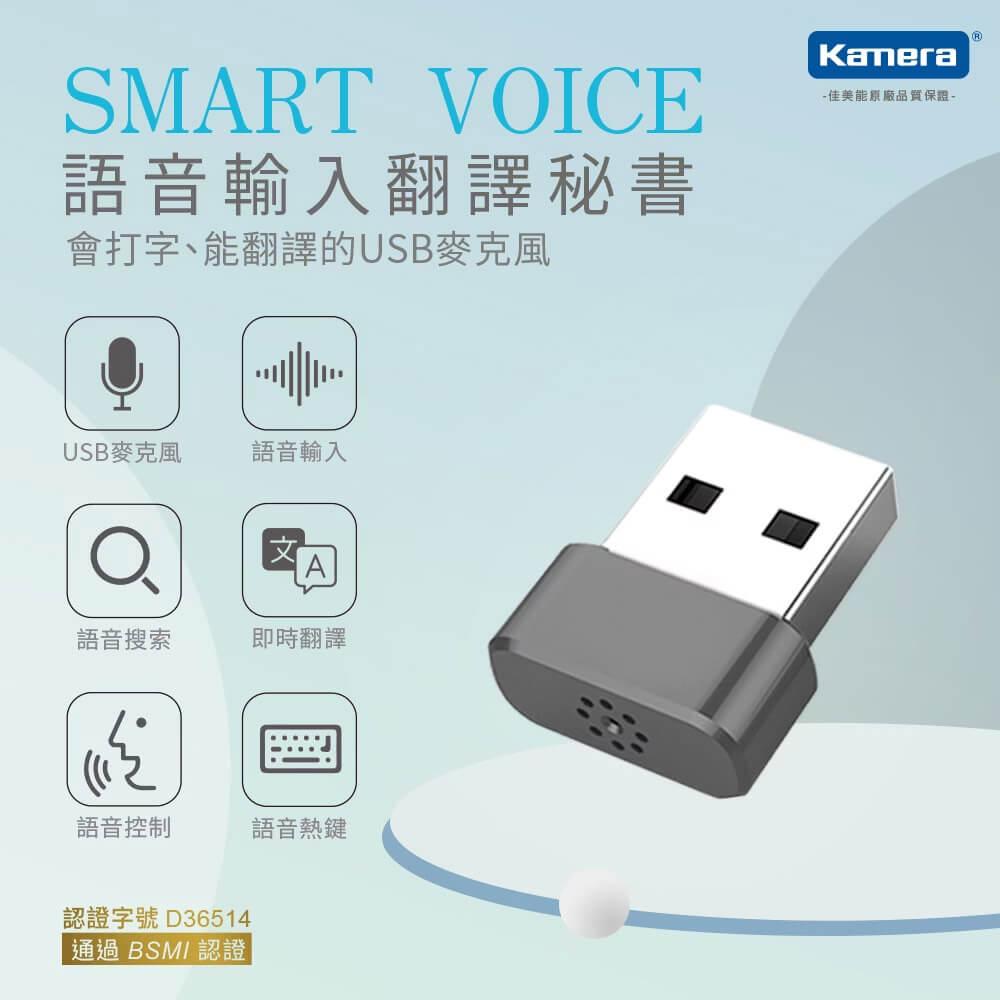 Kamera®
-佳美能原廠品質保證-
SMART VOICE
語音輸入翻譯秘書
會打字、能翻譯的USB麥克風
USB麥克風
語音輸入
文
A
語音搜索
即時翻譯
語音控制
語音熱鍵
認證字號 D36514
通過 BSMI 認證